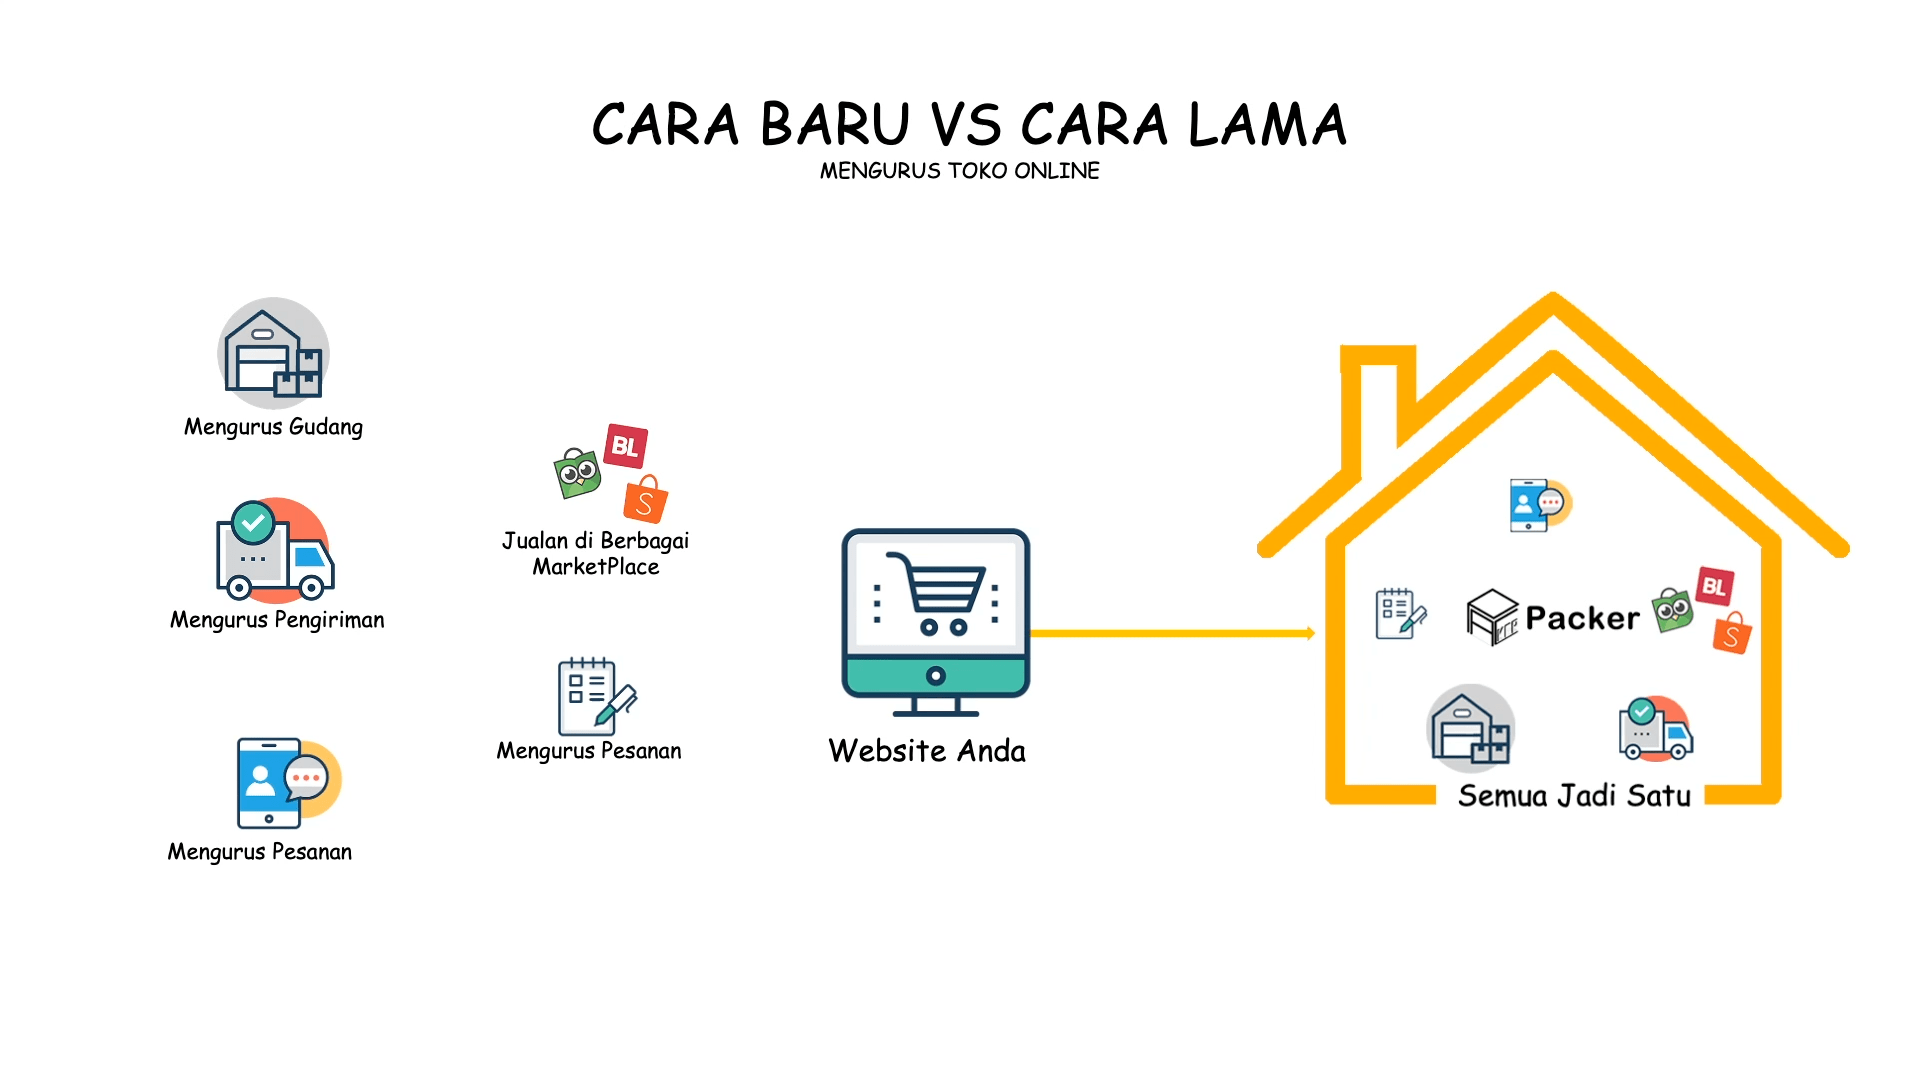 CARA BARU VS CARA LAMA
MENGURUS TOKO ONLINE
Mengurus Gudang
Mengurus Pengiriman
Mengurus Pesanan
BL
S
Jualan di Berbagai
MarketPlace
Mengurus Pesanan
Website Anda
Packer
BL
S
Semua Jadi Satu